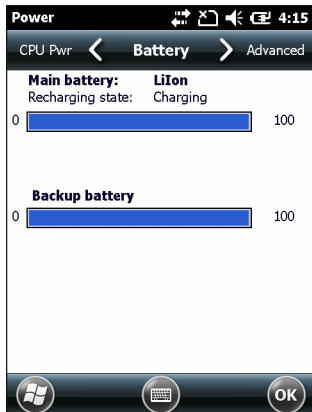 Power 4:15
CPU Pwr Battery Advanced
Main battery: LiIon
Recharging state: Charging
0 100
Backup battery
0 100
OK